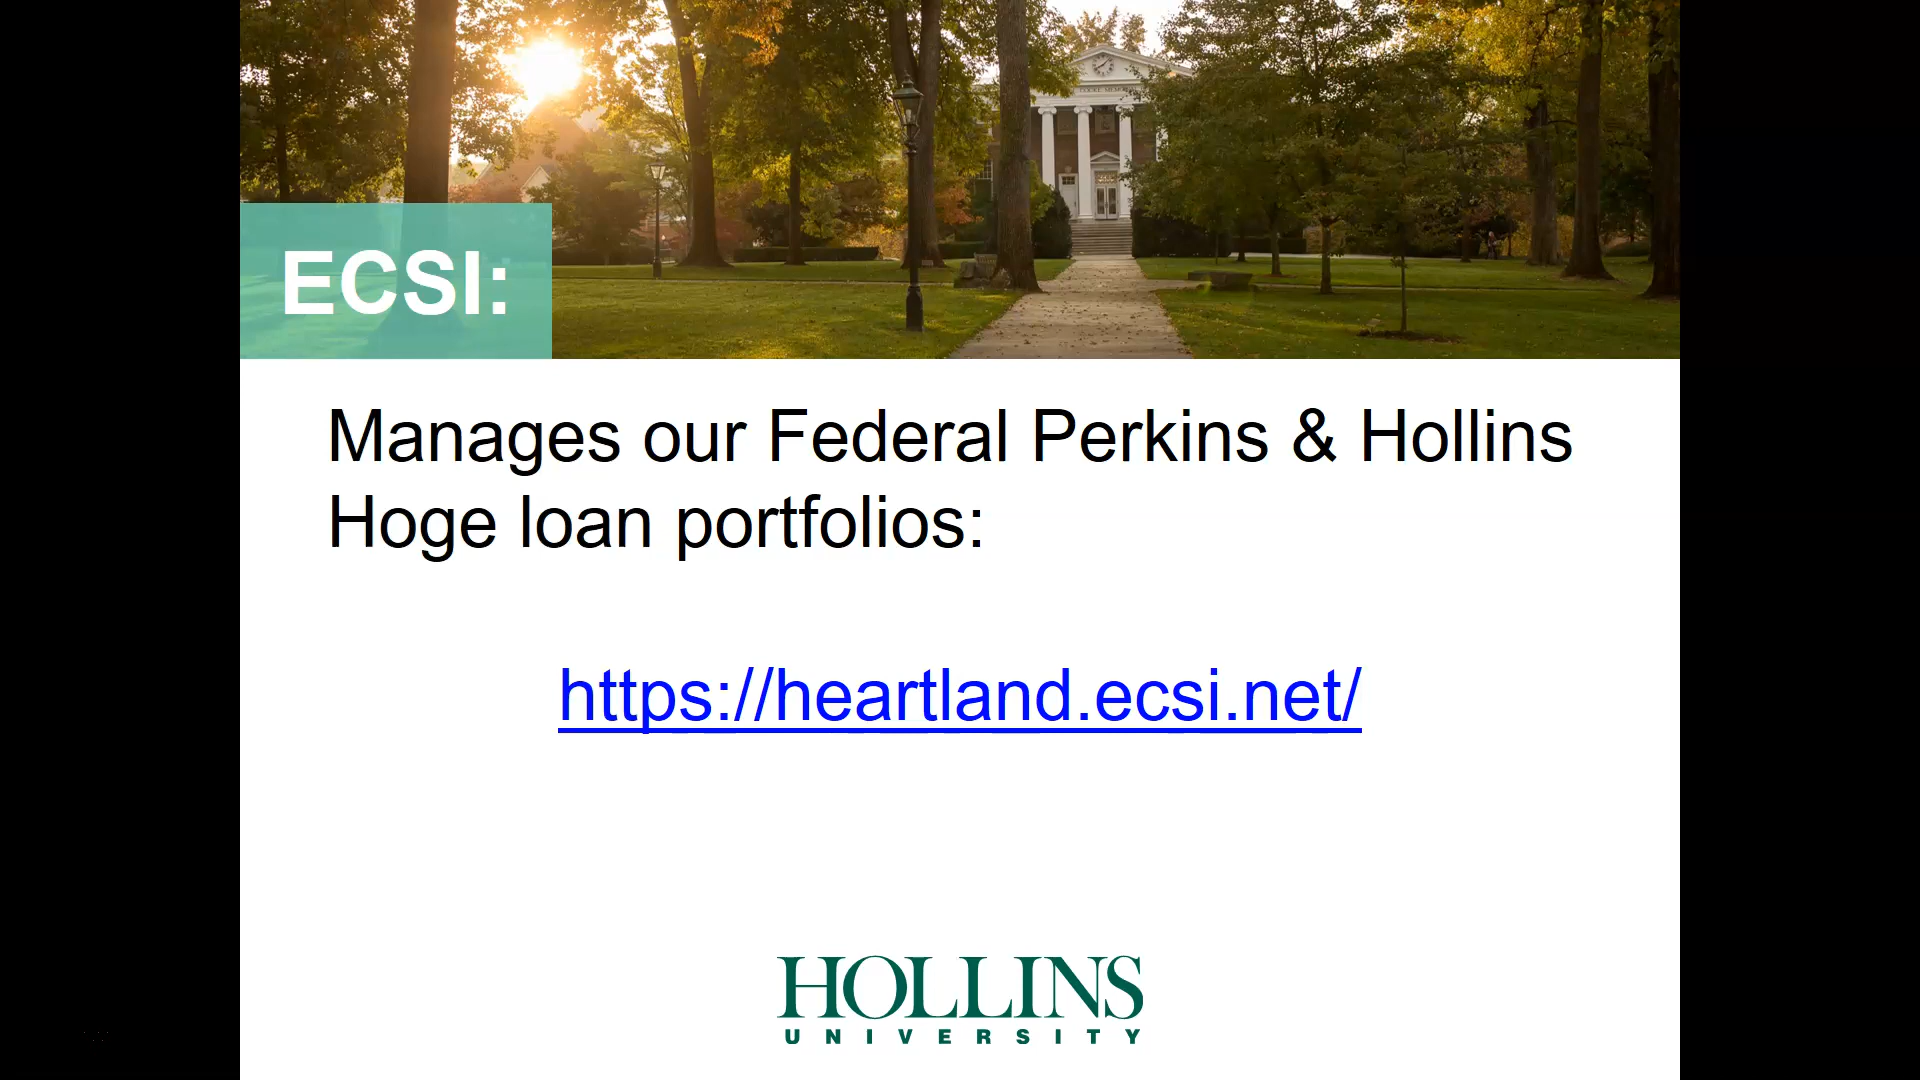 ECSI:
Manages our Federal Perkins & Hollins
Hoge loan portfolios:
https://heartland.ecsi.net/
HOLLINS
UNIVERSITY